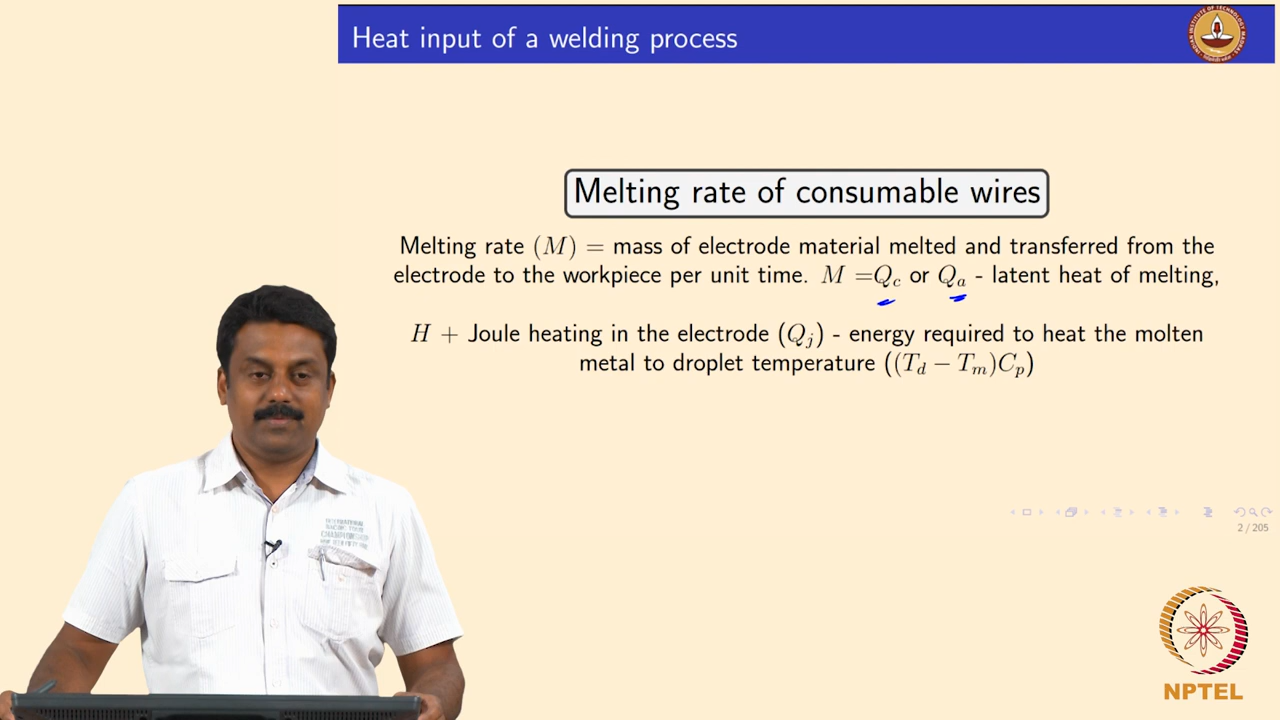 Heat input of a welding process
Melting rate of consumable wires
Melting rate (M) = mass of electrode material melted and transferred from the
electrode to the workpiece per unit time. M =Q_c or Q_a - latent heat of melting,
H + Joule heating in the electrode (Q_j) - energy required to heat the molten
metal to droplet temperature ((T_d − T_m)C_p)
2 / 205
INTERNATIONAL
NPTEL